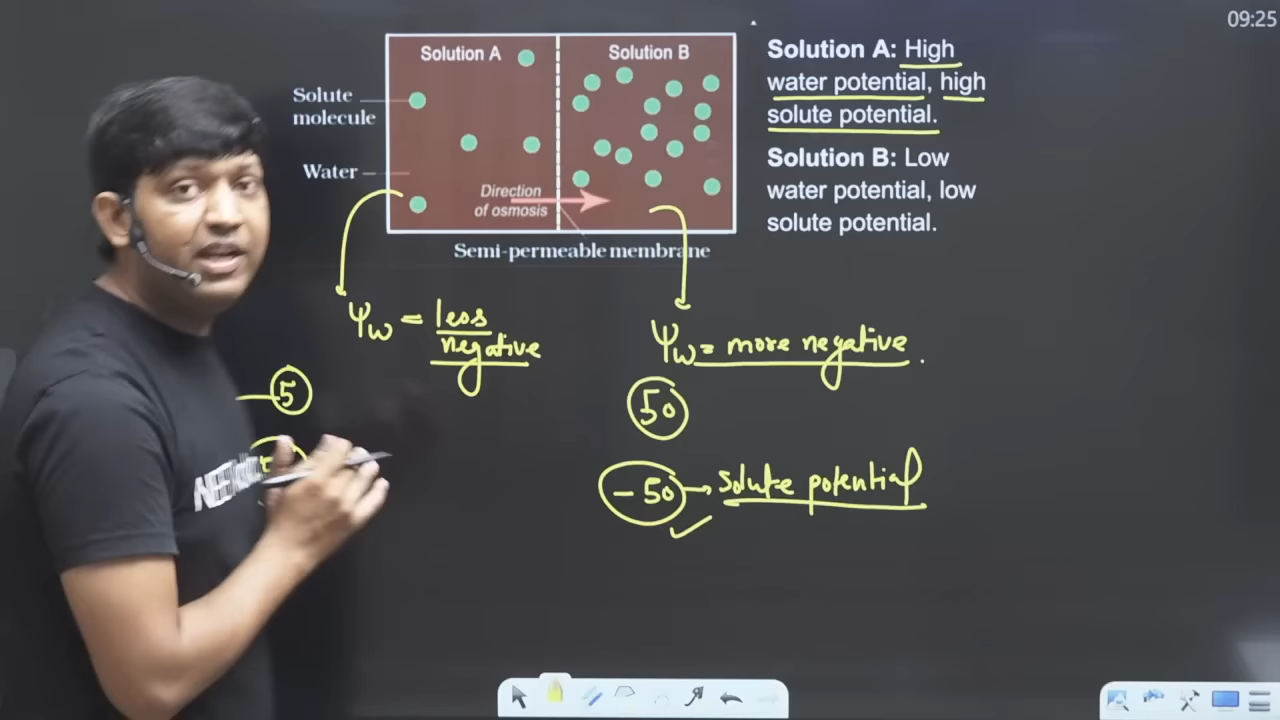 09:25
Solution A
Solution B
Solute
molecule
Water
Direction
of osmosis
Semi-permeable membrane
Solution A: High
water potential, high
solute potential.
Solution B: Low
water potential, low
solute potential.
Ψw = less
negative
Ψw = more negative.
5
50
-50 → solute potential